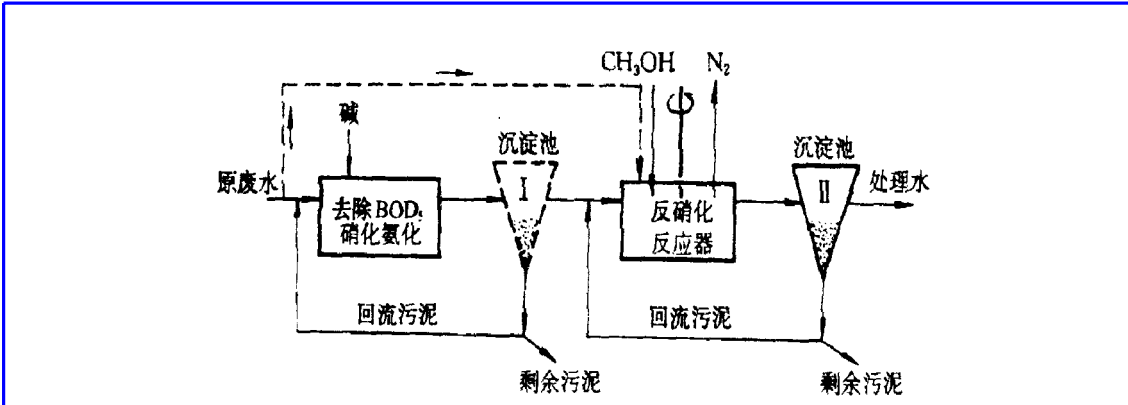 CH₃OH N₂
碱
沉淀池
沉淀池
原废水
I
II
处理水
去除BOD₅
硝化氨化
反硝化
反应器
回流污泥
回流污泥
剩余污泥
剩余污泥